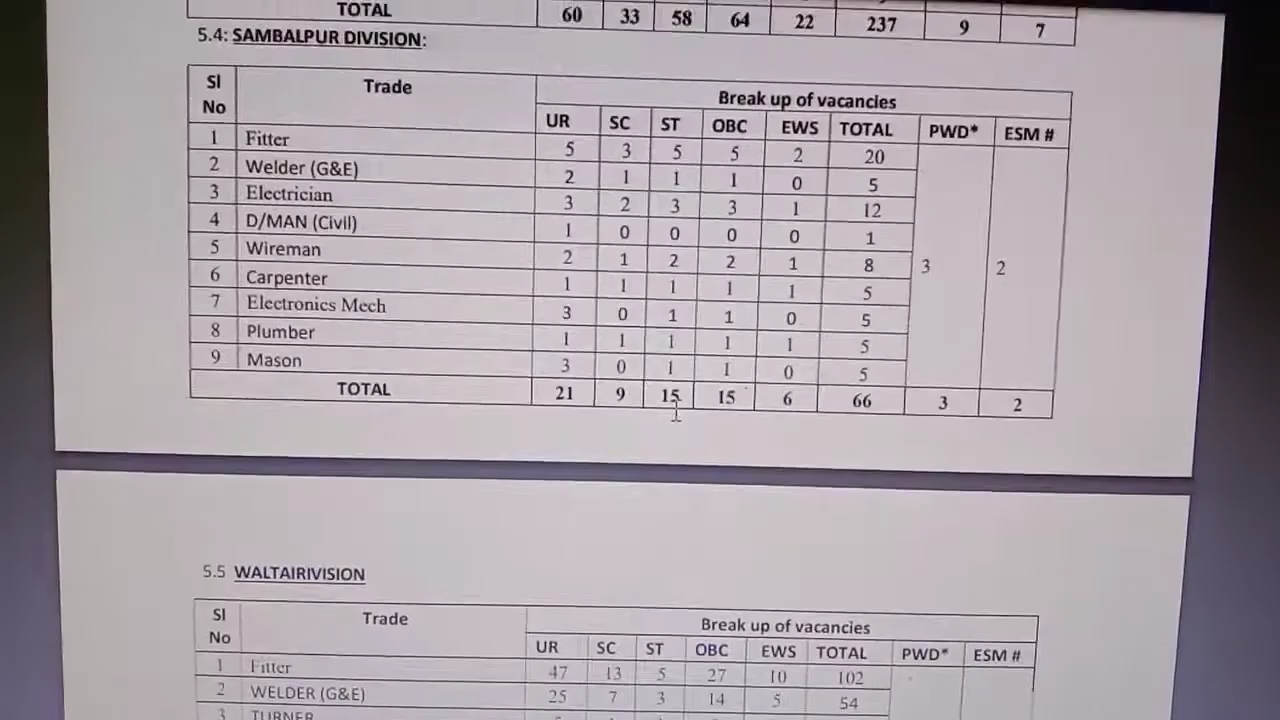 TOTAL 60 33 58 64 22 237 9 7
5.4: SAMBALPUR DIVISION:
Sl No Trade Break up of vacancies
UR SC ST OBC EWS TOTAL PWD* ESM #
1 Fitter 5 3 5 5 2 20
2 Welder (G&E) 2 1 1 1 0 5
3 Electrician 3 2 3 3 1 12
4 D/MAN (Civil) 1 0 0 0 0 1
5 Wireman 2 1 2 2 1 8 3 2
6 Carpenter 1 1 1 1 1 5
7 Electronics Mech 3 0 1 1 0 5
8 Plumber 1 1 1 1 1 5
9 Mason 3 0 1 1 0 5
TOTAL 21 9 15 15 6 66 3 2
5.5 WALTAIRIVISION
Sl No Trade Break up of vacancies
UR SC ST OBC EWS TOTAL PWD* ESM #
1 Fitter 47 13 5 27 10 102
2 WELDER (G&E) 25 7 3 14 5 54
3 TURNER